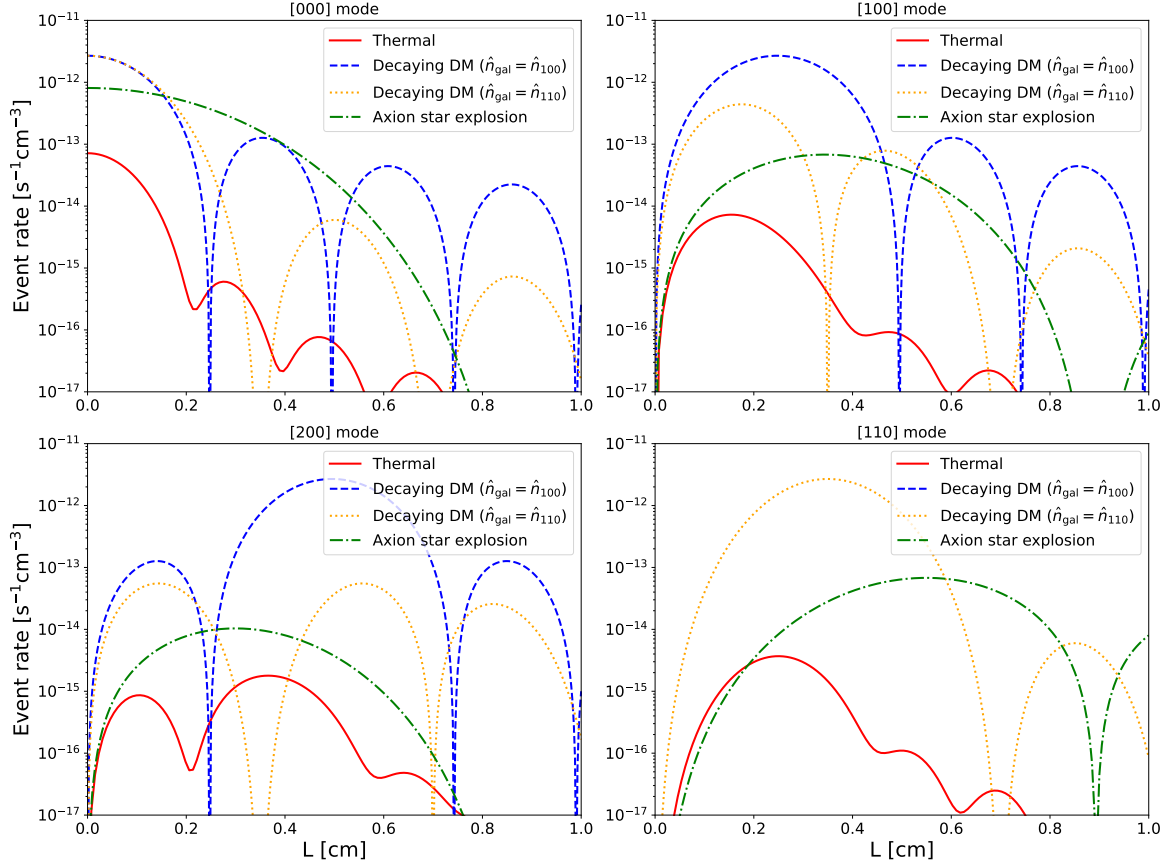 [000] mode
Event rate [s⁻¹cm⁻³]
10⁻¹¹
10⁻¹²
10⁻¹³
10⁻¹⁴
10⁻¹⁵
10⁻¹⁶
10⁻¹⁷
Thermal
Decaying DM (n̂gal = n̂100)
Decaying DM (n̂gal = n̂110)
Axion star explosion
0.0 0.2 0.4 0.6 0.8 1.0
[100] mode
10⁻¹¹
10⁻¹²
10⁻¹³
10⁻¹⁴
10⁻¹⁵
10⁻¹⁶
10⁻¹⁷
Thermal
Decaying DM (n̂gal = n̂100)
Decaying DM (n̂gal = n̂110)
Axion star explosion
0.0 0.2 0.4 0.6 0.8 1.0
[200] mode
Event rate [s⁻¹cm⁻³]
10⁻¹¹
10⁻¹²
10⁻¹³
10⁻¹⁴
10⁻¹⁵
10⁻¹⁶
10⁻¹⁷
Thermal
Decaying DM (n̂gal = n̂100)
Decaying DM (n̂gal = n̂110)
Axion star explosion
0.0 0.2 0.4 0.6 0.8 1.0
L [cm]
[110] mode
10⁻¹¹
10⁻¹²
10⁻¹³
10⁻¹⁴
10⁻¹⁵
10⁻¹⁶
10⁻¹⁷
Thermal
Decaying DM (n̂gal = n̂100)
Decaying DM (n̂gal = n̂110)
Axion star explosion
0.0 0.2 0.4 0.6 0.8 1.0
L [cm]